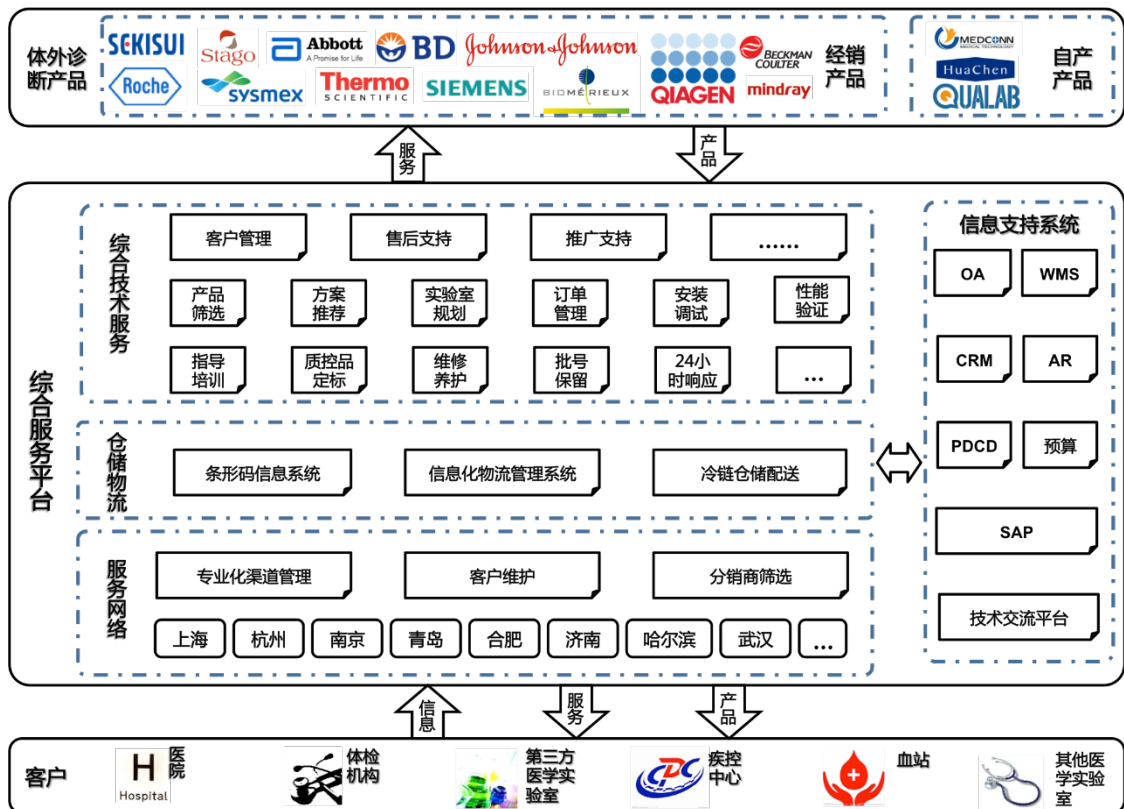 体外诊
断产品
SEKISUI
Stago
Abbott
A Promise for Life
BD
Johnson & Johnson
QIAGEN
BECKMAN
COULTER
经销
产品
Roche
sysmex
Thermo
SCIENTIFIC
SIEMENS
BIOMÉRIEUX
mindray
MEDCONN
MEDICAL TECHNOLOGY
HuaChen
QUALAB
自产
产品
服务
产品
综合服务平台
综合技术服务
客户管理
售后支持
推广支持
......
产品
筛选
方案
推荐
实验室
规划
订单
管理
安装
调试
性能
验证
指导
培训
质控品
定标
维修
养护
批号
保留
24小
时响应
...
仓储物流
条形码信息系统
信息化物流管理系统
冷链仓储配送
服务网络
专业化渠道管理
客户维护
分销商筛选
上海
杭州
南京
青岛
合肥
济南
哈尔滨
武汉
...
信息支持系统
OA
WMS
CRM
AR
PDCD
预算
SAP
技术交流平台
信息
服务
产品
客户
H
Hospital
医院
体检
机构
第三方
医学实
验室
CDC
疾控
中心
血站
其他医
学实验
室